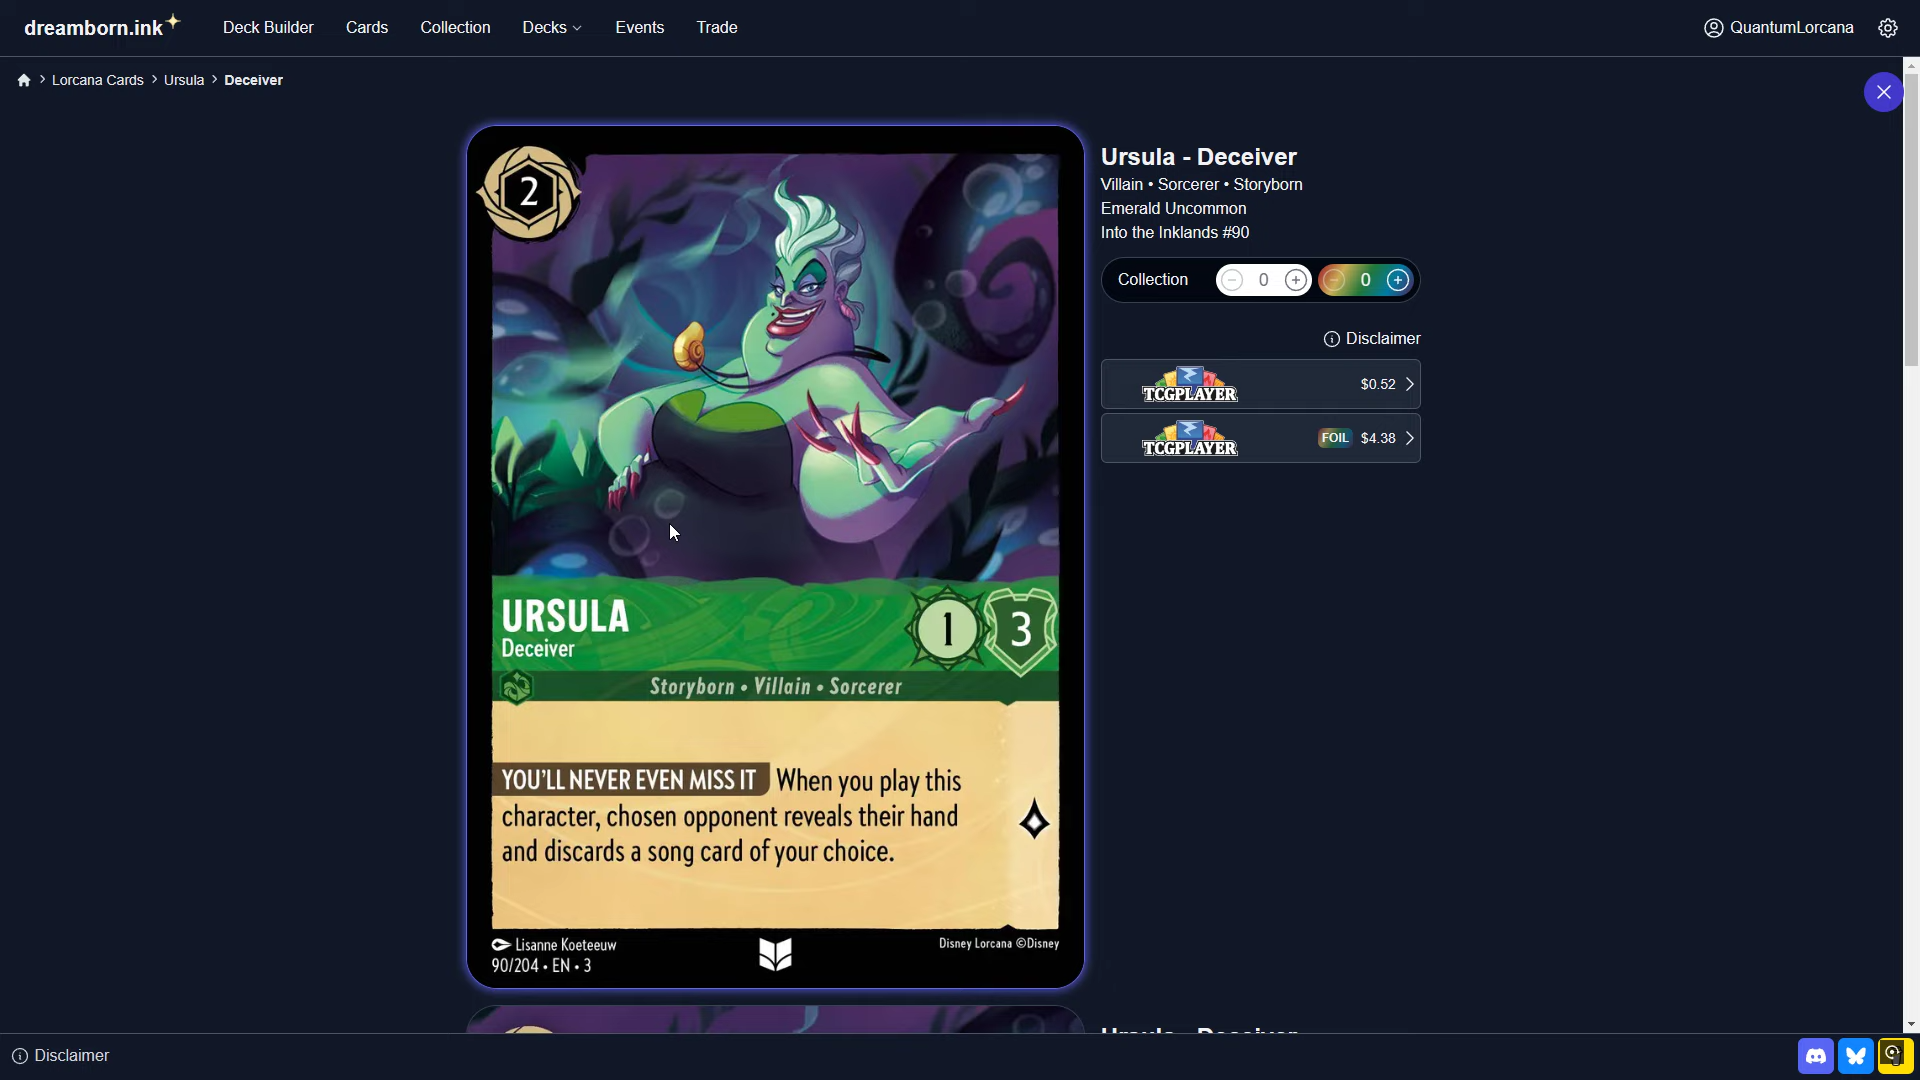 dreamborn.ink
Deck Builder
Cards
Collection
Decks
Events
Trade
QuantumLorcana
Lorcana Cards
Ursula
Deceiver
2
URSULA
Deceiver
1
3
Storyborn • Villain • Sorcerer
YOU'LL NEVER EVEN MISS IT When you play this
character, chosen opponent reveals their hand
and discards a song card of your choice.
Lisanne Koeteeuw
90/204 • EN • 3
Disney Lorcana ©Disney
Ursula - Deceiver
Villain • Sorcerer • Storyborn
Emerald Uncommon
Into the Inklands #90
Collection
0
0
Disclaimer
TCGPLAYER
$0.52
TCGPLAYER
FOIL
$4.38
Ursula - Deceiver
Disclaimer